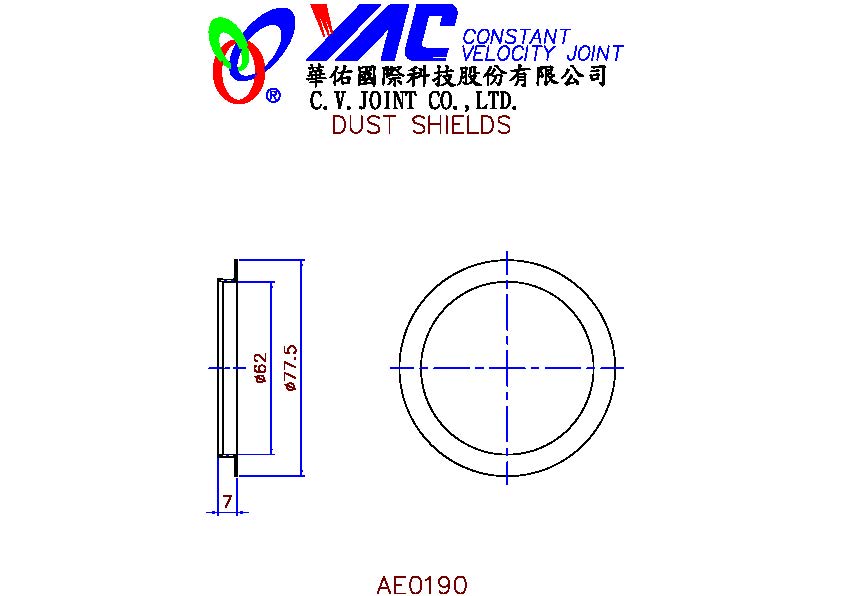 YAC CONSTANT
VELOCITY JOINT
®
華佑國際科技股份有限公司
C.V.JOINT CO.,LTD.
DUST SHIELDS
ø62
ø77.5
7
AE0190